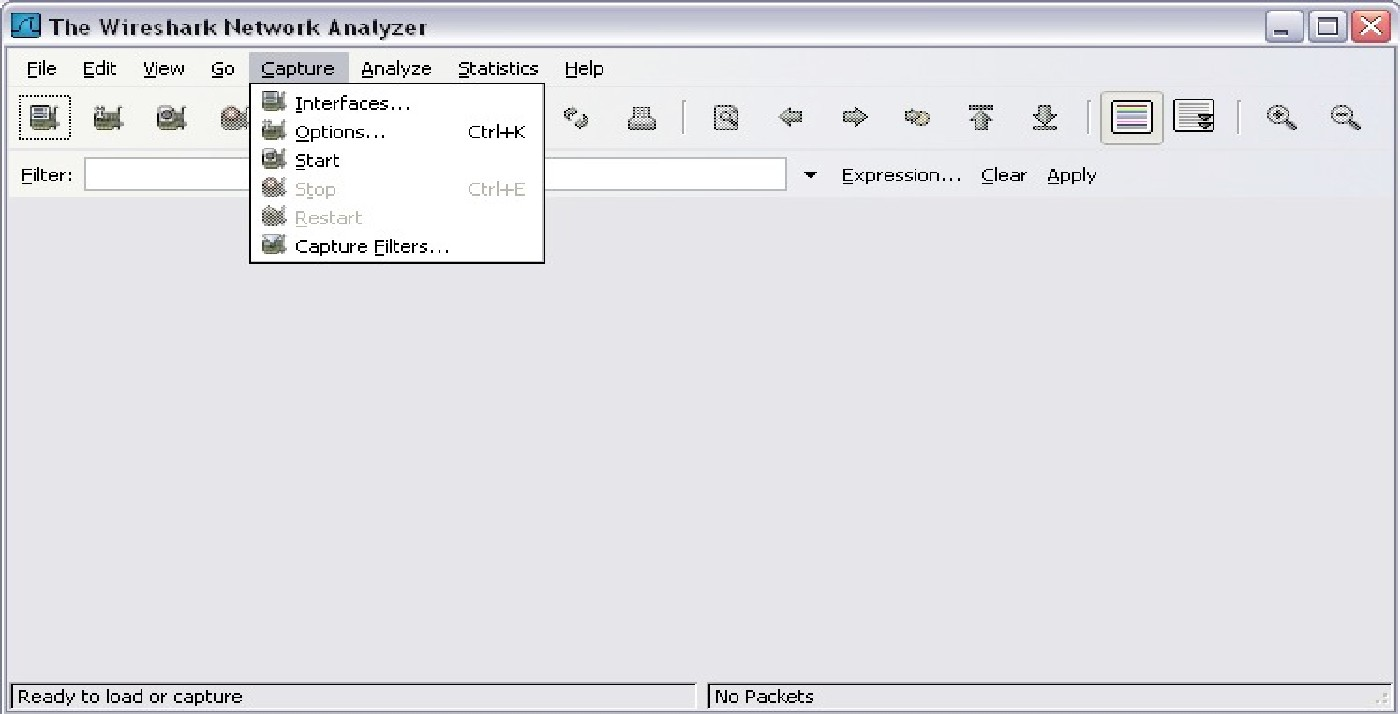 The Wireshark Network Analyzer
File Edit View Go Capture Analyze Statistics Help
Interfaces...
Options... Ctrl+K
Start
Stop Ctrl+E
Restart
Capture Filters...
Filter: Expression... Clear Apply
Ready to load or capture No Packets